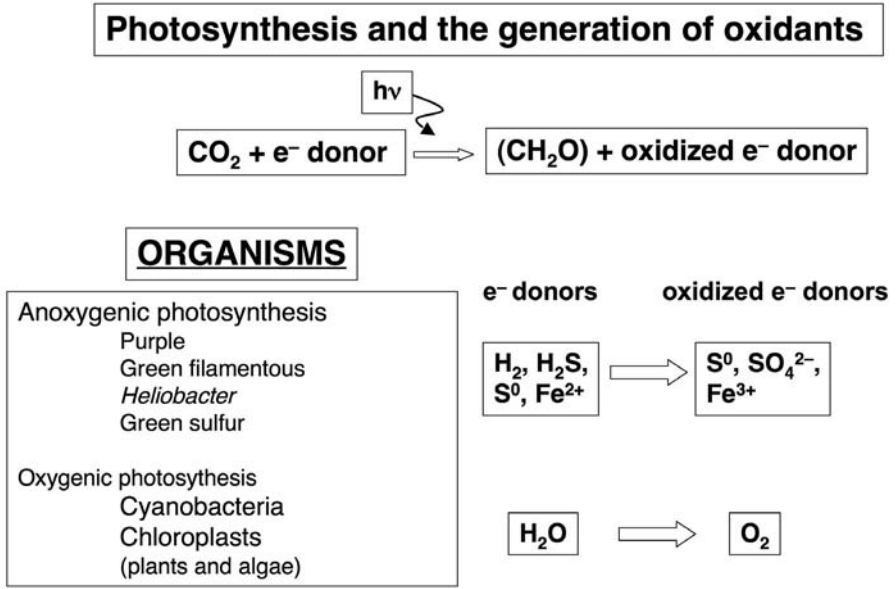 Photosynthesis and the generation of oxidants
hν
CO₂ + e⁻ donor
(CH₂O) + oxidized e⁻ donor
ORGANISMS
e⁻ donors
oxidized e⁻ donors
Anoxygenic photosynthesis
Purple
Green filamentous
Heliobacter
Green sulfur
H₂, H₂S,
S⁰, Fe²⁺
S⁰, SO₄²⁻,
Fe³⁺
Oxygenic photosythesis
Cyanobacteria
Chloroplasts
(plants and algae)
H₂O
O₂